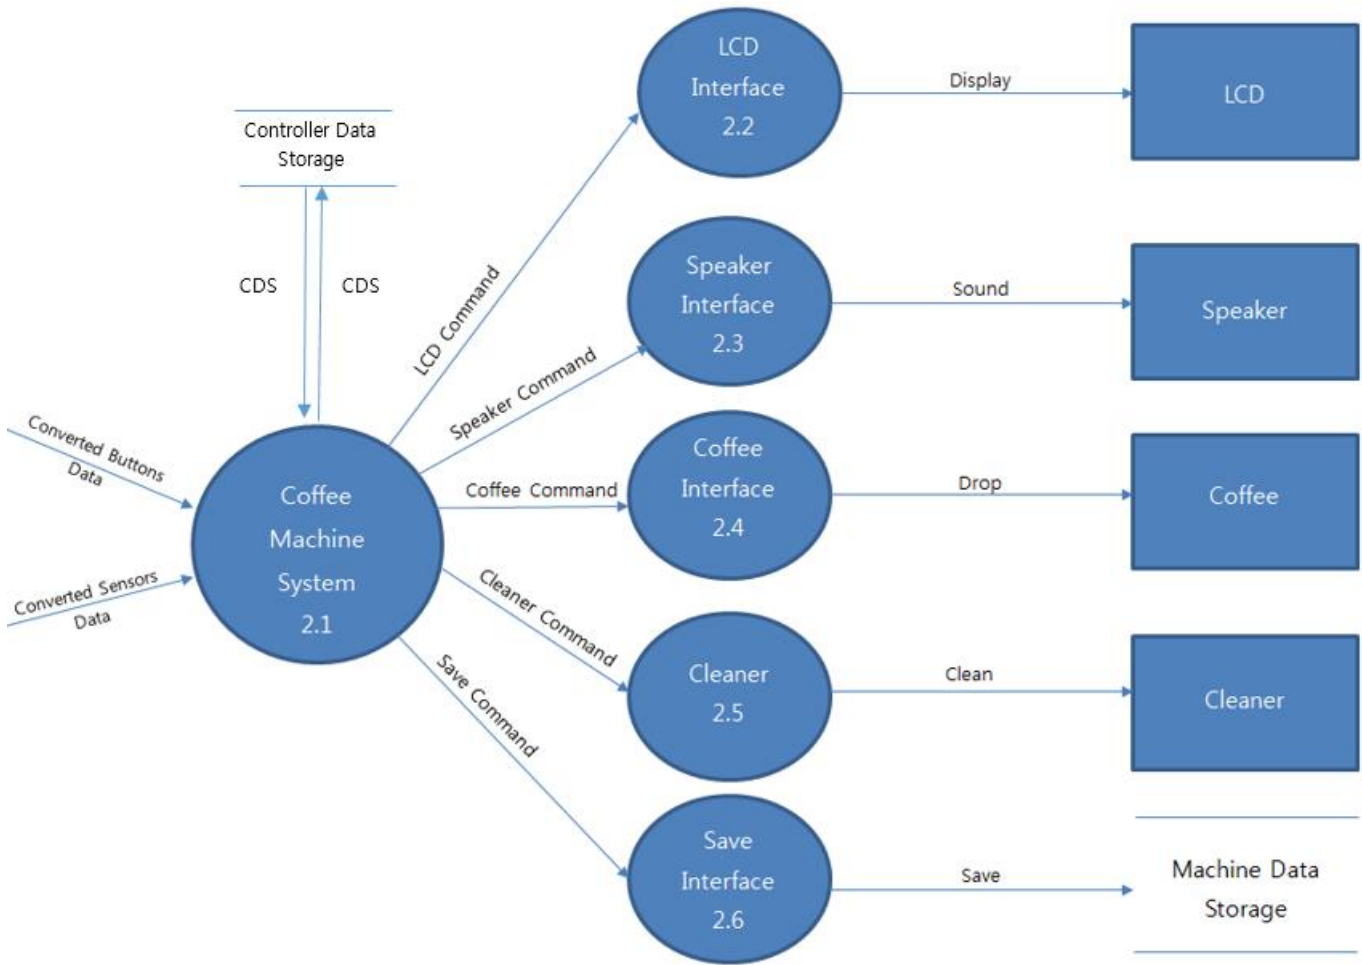 LCD
Interface
2.2
Display
LCD
Controller Data
Storage
CDS
CDS
LCD Command
Speaker
Interface
2.3
Sound
Speaker
Speaker Command
Converted Buttons
Data
Coffee
Machine
System
2.1
Coffee Command
Coffee
Interface
2.4
Drop
Coffee
Converted Sensors
Data
Cleaner Command
Cleaner
2.5
Clean
Cleaner
Save Command
Save
Interface
2.6
Save
Machine Data
Storage